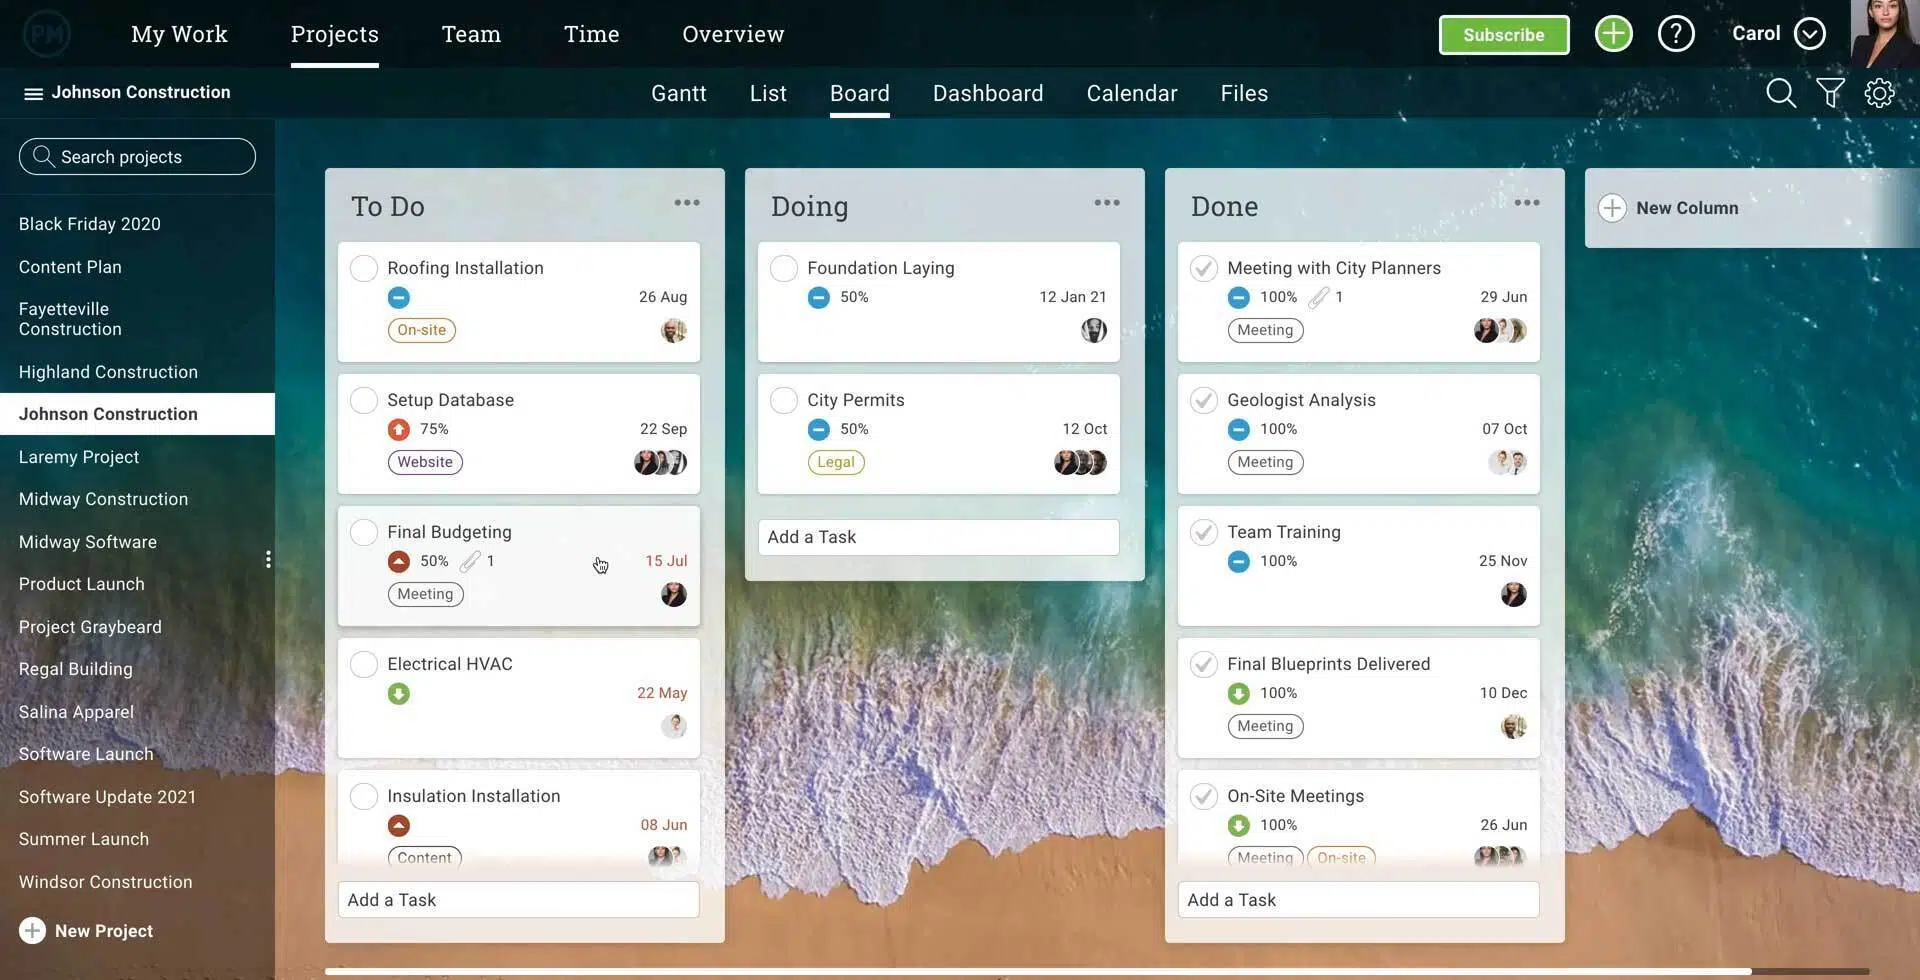 PM
My Work
Projects
Team
Time
Overview
Subscribe
?
Carol
Johnson Construction
Gantt
List
Board
Dashboard
Calendar
Files
Search projects
Black Friday 2020
Content Plan
Fayetteville
Construction
Highland Construction
Johnson Construction
Laremy Project
Midway Construction
Midway Software
Product Launch
Project Graybeard
Regal Building
Salina Apparel
Software Launch
Software Update 2021
Summer Launch
Windsor Construction
New Project
To Do
Roofing Installation
26 Aug
On-site
Setup Database
75%
22 Sep
Website
Final Budgeting
50%
1
15 Jul
Meeting
Electrical HVAC
22 May
Insulation Installation
08 Jun
Content
Add a Task
Doing
Foundation Laying
50%
12 Jan 21
City Permits
50%
12 Oct
Legal
Add a Task
Done
Meeting with City Planners
100%
1
29 Jun
Meeting
Geologist Analysis
100%
07 Oct
Meeting
Team Training
100%
25 Nov
Final Blueprints Delivered
100%
10 Dec
Meeting
On-Site Meetings
100%
26 Jun
Meeting
On-site
Add a Task
New Column